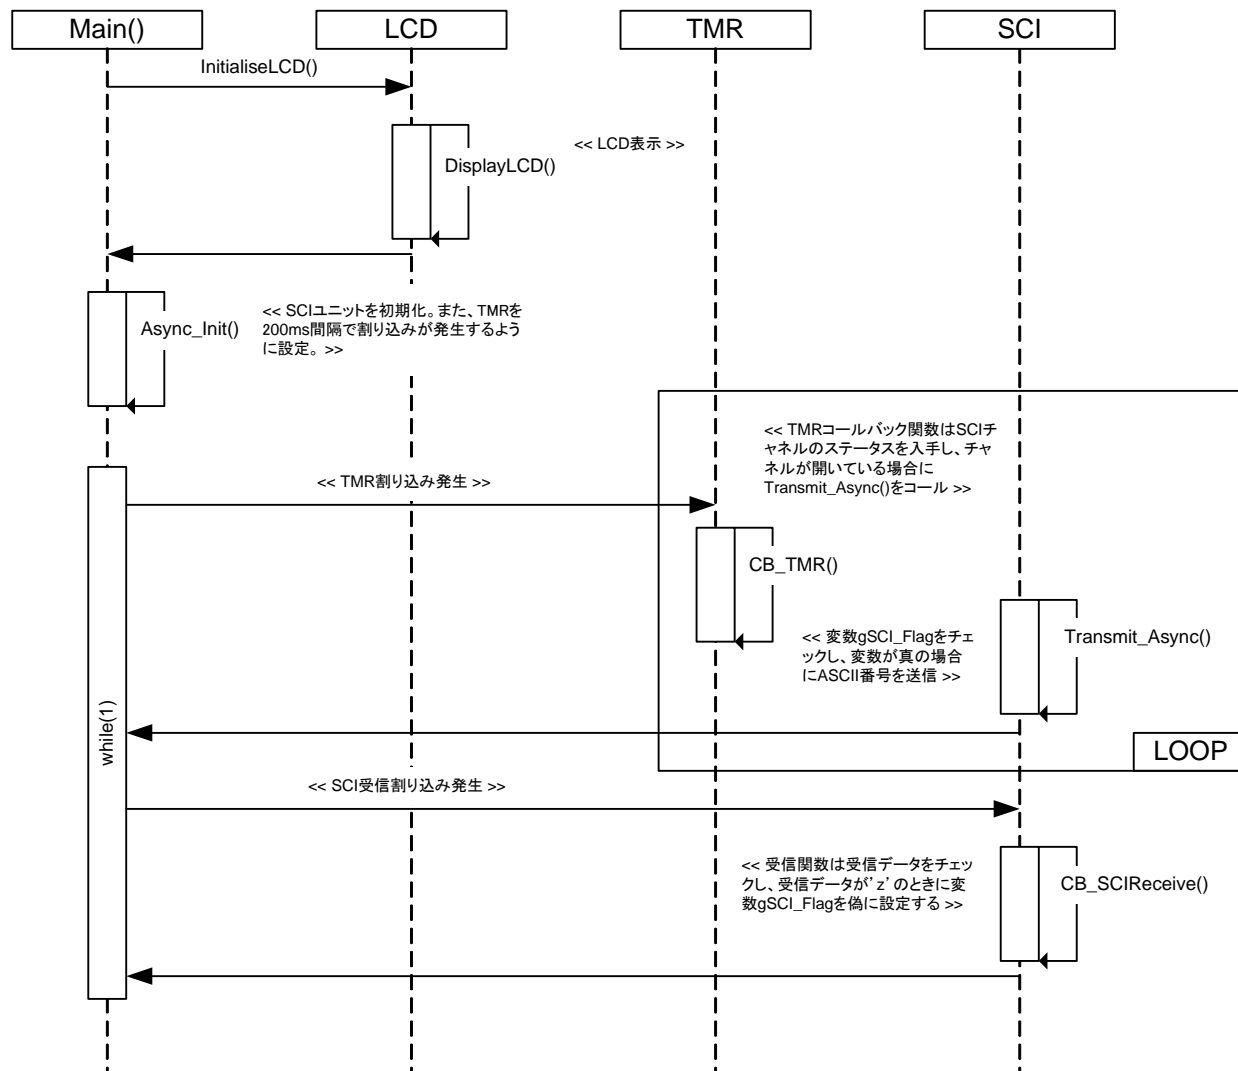 Main()
LCD
TMR
SCI
InitialiseLCD()
<< LCD表示 >>
DisplayLCD()
Async_Init()
<< SCIユニットを初期化。また、TMRを
200ms間隔で割り込みが発生するよう
に設定。 >>
<< TMRコールバック関数はSCIチ
ャネルのステータスを入手し、チャ
ネルが開いている場合に
Transmit_Async()をコール >>
<< TMR割り込み発生 >>
CB_TMR()
<< 変数gSCI_Flagをチェ
ックし、変数が真の場合
にASCII番号を送信 >>
Transmit_Async()
while(1)
LOOP
<< SCI受信割り込み発生 >>
<< 受信関数は受信データをチェッ
クし、受信データが’z’のときに変
数gSCI_Flagを偽に設定する >>
CB_SCIReceive()